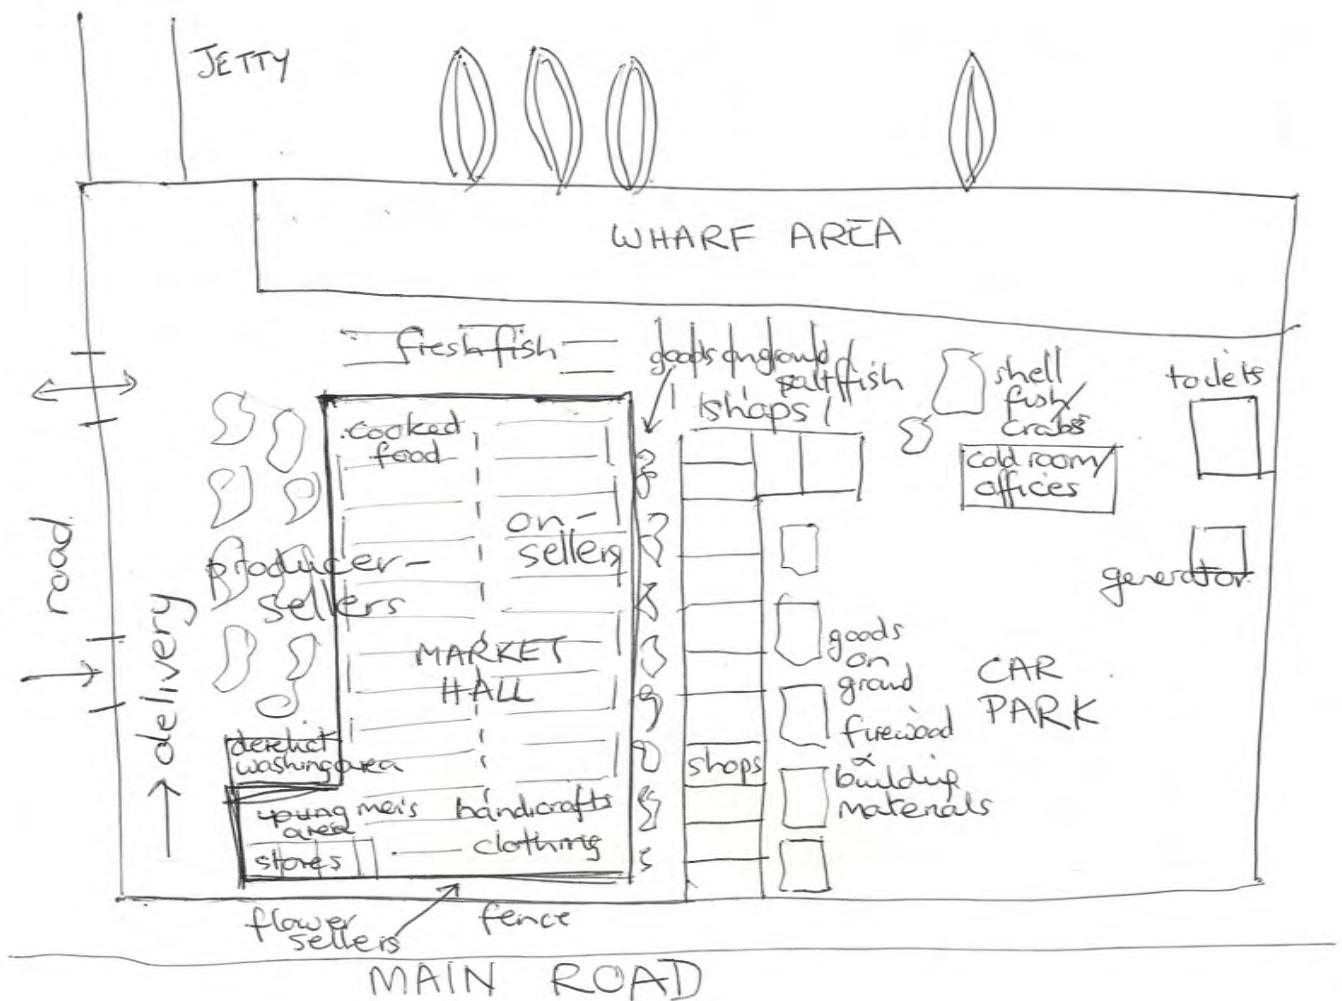 JETTY
WHARF AREA
fresh fish
goods on ground
saltfish
shops
shell
fish/
crabs
toilets
cooked
food
cold room/
offices
on-
sellers
road
producer-
sellers
generator
delivery
MARKET
HALL
goods
on
ground
firewood
&
building
materials
CAR
PARK
derelict
washing area
shops
young men's
area
handicrafts
clothing
stores
flower
sellers
fence
MAIN ROAD